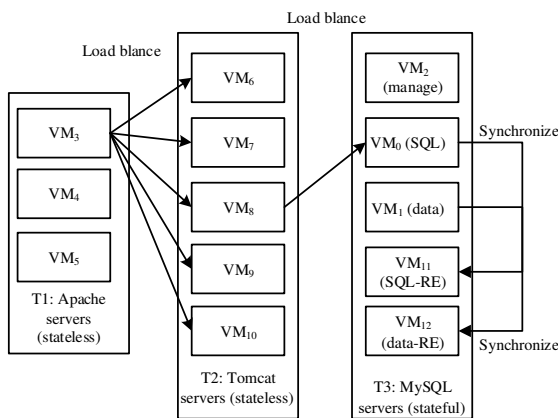 Load blance
Load blance
VM3
VM4
VM5
T1: Apache
servers
(stateless)
VM6
VM7
VM8
VM9
VM10
T2: Tomcat
servers (stateless)
VM2
(manage)
VM0 (SQL)
VM1 (data)
VM11
(SQL-RE)
VM12
(data-RE)
T3: MySQL
servers (stateful)
Synchronize
Synchronize